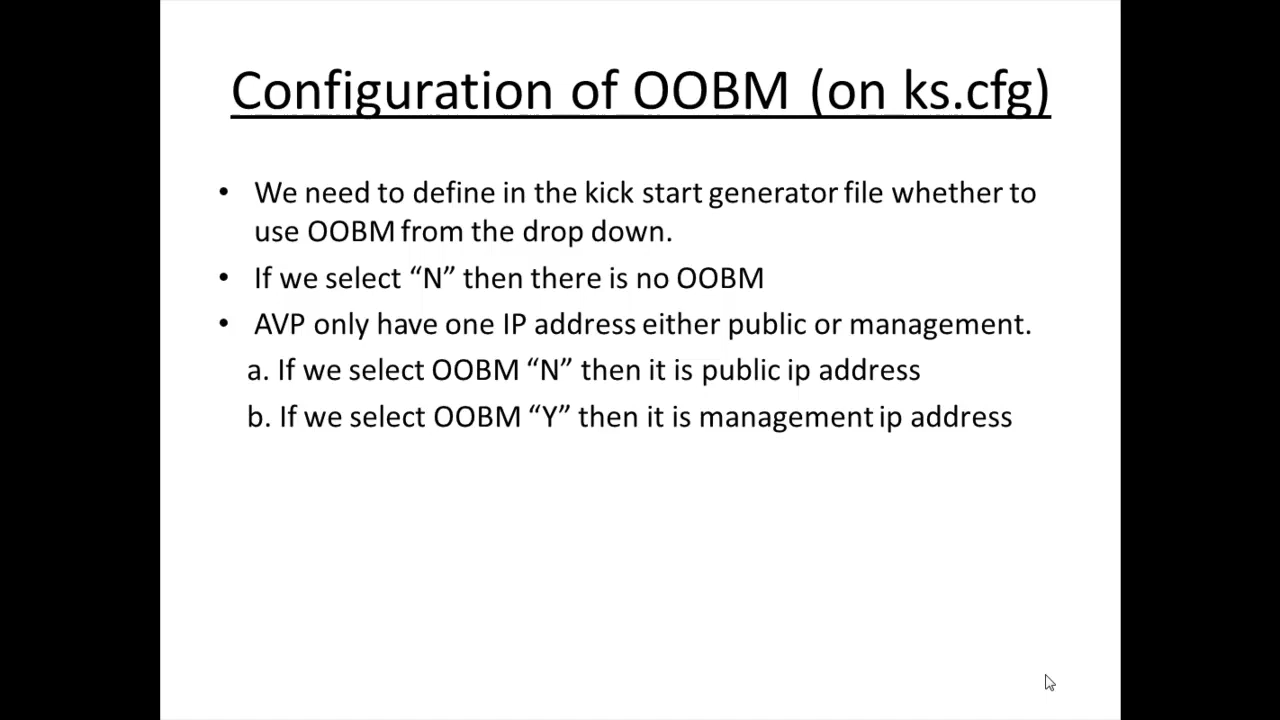 Configuration of OOBM (on ks.cfg)
• We need to define in the kick start generator file whether to
use OOBM from the drop down.
• If we select “N” then there is no OOBM
• AVP only have one IP address either public or management.
a. If we select OOBM “N” then it is public ip address
b. If we select OOBM “Y” then it is management ip address